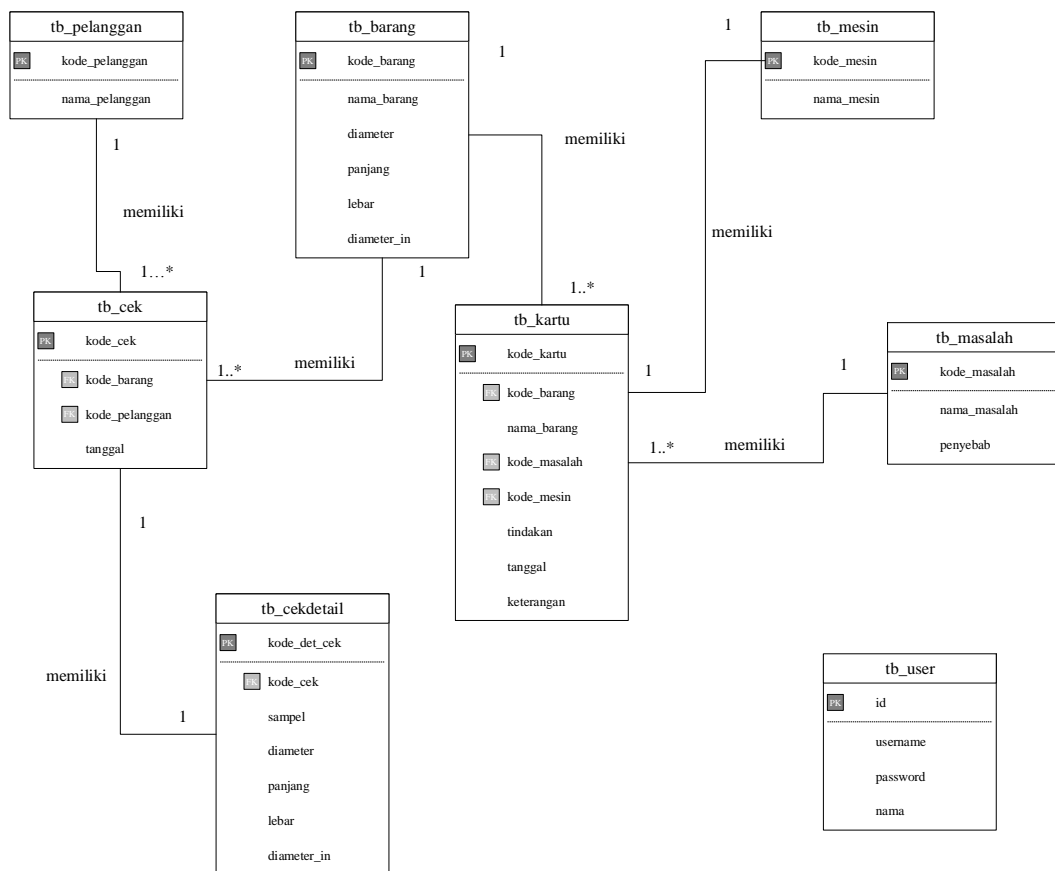 tb_pelanggan
PK kode_pelanggan
nama_pelanggan
1
memiliki
1...*
tb_barang
PK kode_barang
nama_barang
diameter
panjang
lebar
diameter_in
1
memiliki
1..*
1
memiliki
1..*
tb_mesin
PK kode_mesin
nama_mesin
1
memiliki
1
tb_cek
PK kode_cek
FK kode_barang
FK kode_pelanggan
tanggal
1
memiliki
1
tb_kartu
PK kode_kartu
FK kode_barang
nama_barang
FK kode_masalah
FK kode_mesin
tindakan
tanggal
keterangan
1
memiliki
1..*
tb_masalah
PK kode_masalah
nama_masalah
penyebab
tb_cekdetail
PK kode_det_cek
FK kode_cek
sampel
diameter
panjang
lebar
diameter_in
tb_user
PK id
username
password
nama